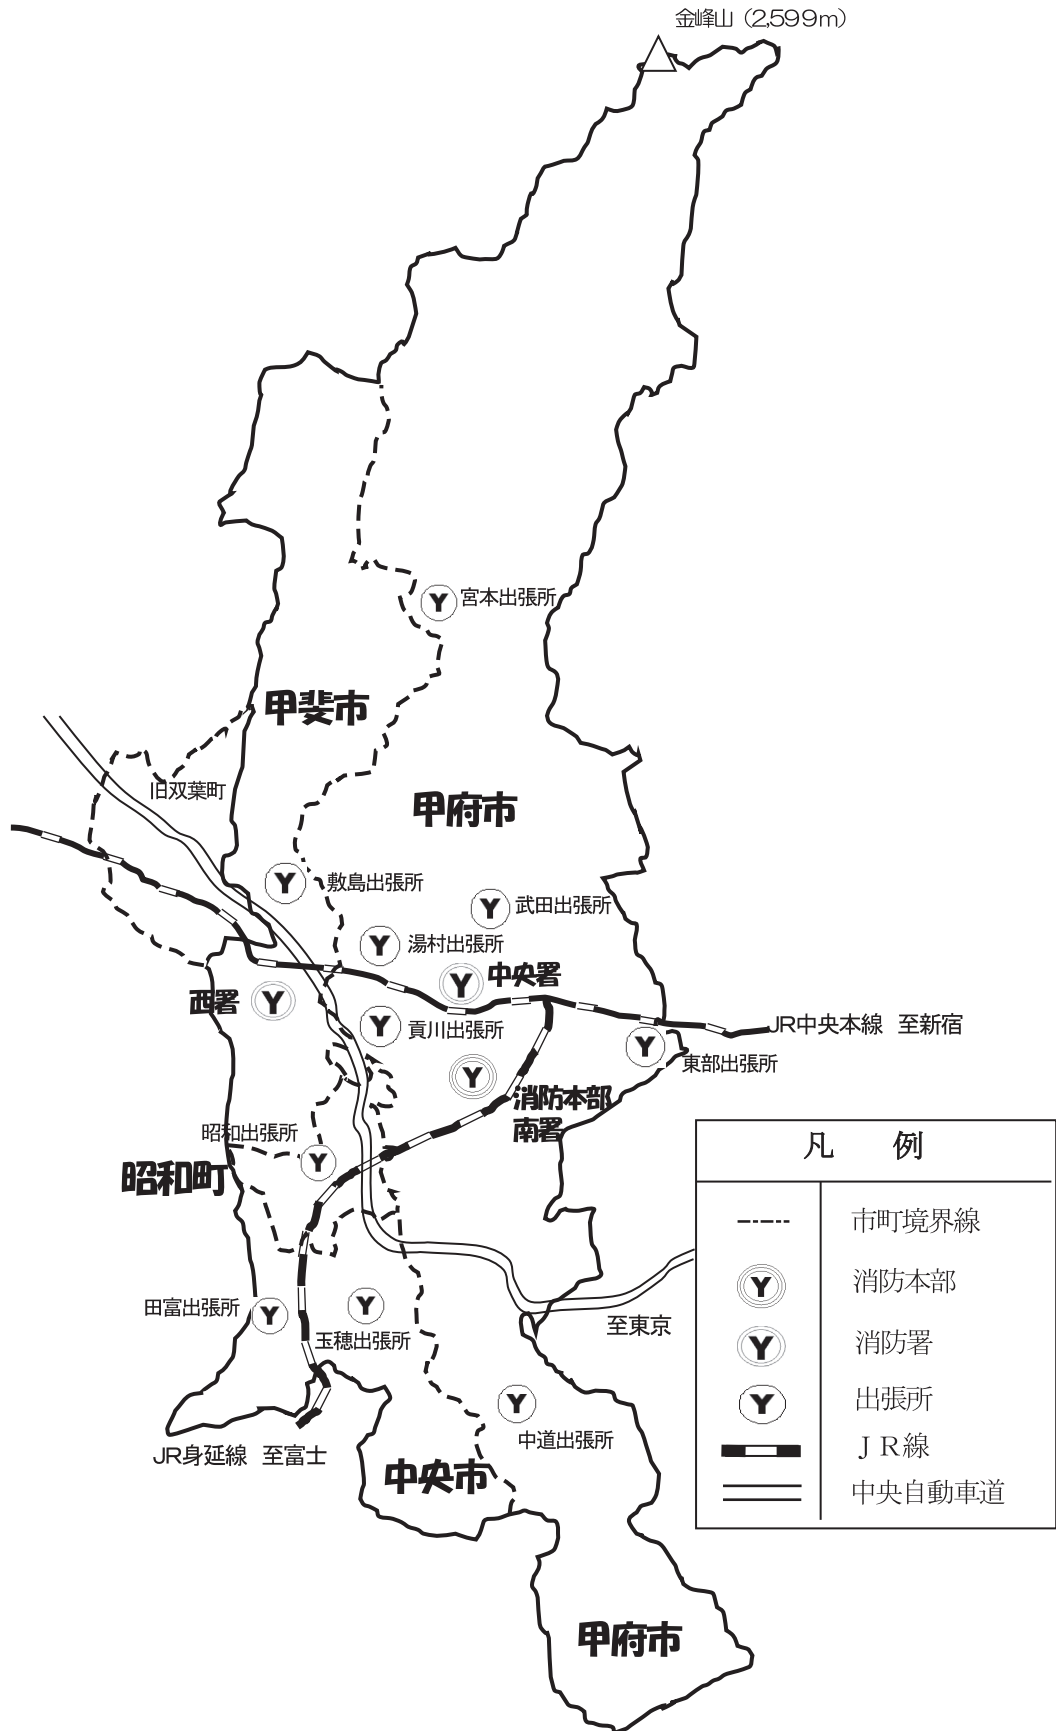 金峰山（2,599m）
宮本出張所
甲斐市
旧双葉町
甲府市
敷島出張所
武田出張所
湯村出張所
中央署
西署
貢川出張所
JR中央本線　至新宿
東部出張所
消防本部
南署
昭和出張所
昭和町
田富出張所
玉穂出張所
至東京
中道出張所
JR身延線　至富士
中央市
甲府市
凡　例
市町境界線
消防本部
消防署
出張所
ＪＲ線
中央自動車道